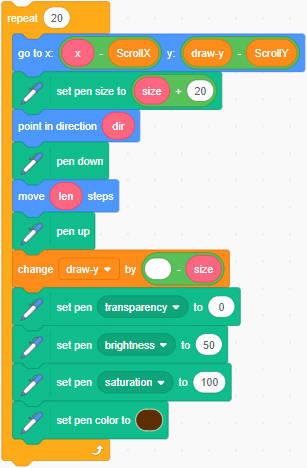 repeat 20
go to x: x - ScrollX y: draw-y - ScrollY
set pen size to size + 20
point in direction dir
pen down
move len steps
pen up
change draw-y by - size
set pen transparency to 0
set pen brightness to 50
set pen saturation to 100
set pen color to